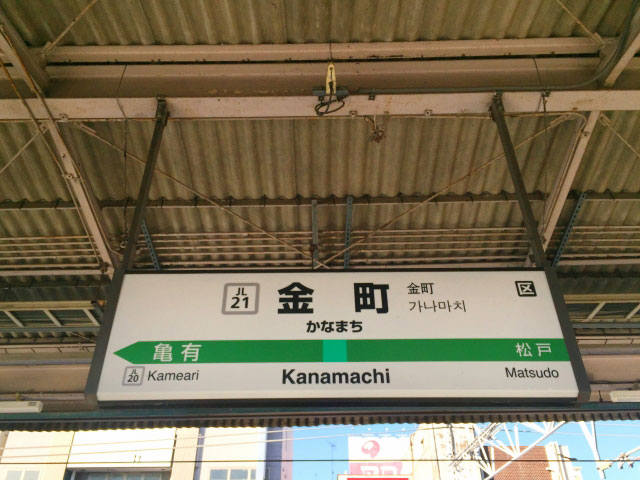 JL
21
金町
金町
가나마치
区
かなまち
亀有
松戸
JL
20
Kameari
Kanamachi
Matsudo